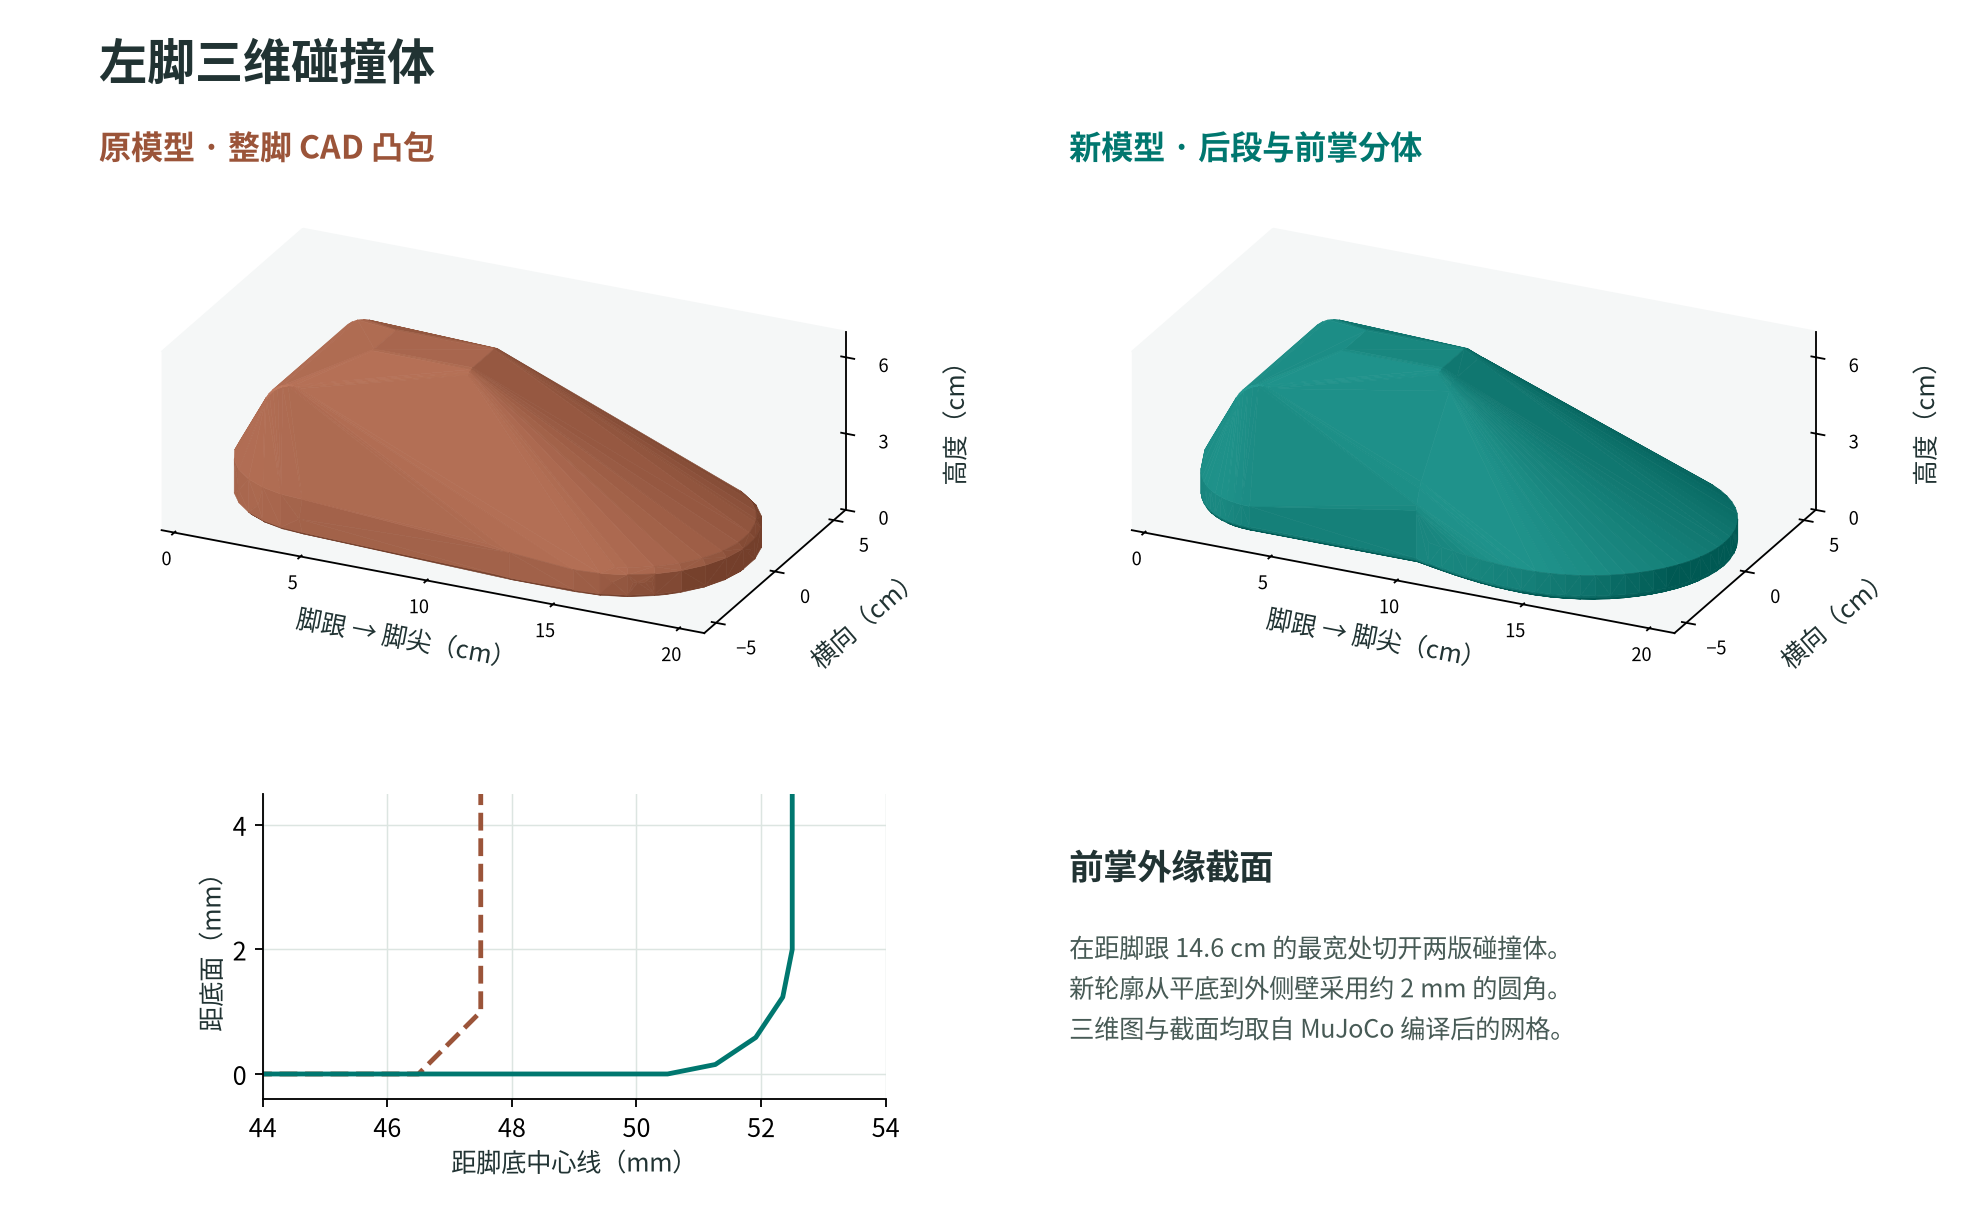 左脚三维碰撞体
原模型 · 整脚 CAD 凸包
新模型 · 后段与前掌分体
6
3
0
高度（cm）
5
0
−5
横向（cm）
0
5
10
15
20
脚跟 → 脚尖（cm）
6
3
0
高度（cm）
5
0
−5
横向（cm）
0
5
10
15
20
脚跟 → 脚尖（cm）
4
2
0
距底面（mm）
44
46
48
50
52
54
距脚底中心线（mm）
前掌外缘截面
在距脚跟 14.6 cm 的最宽处切开两版碰撞体。
新轮廓从平底到外侧壁采用约 2 mm 的圆角。
三维图与截面均取自 MuJoCo 编译后的网格。